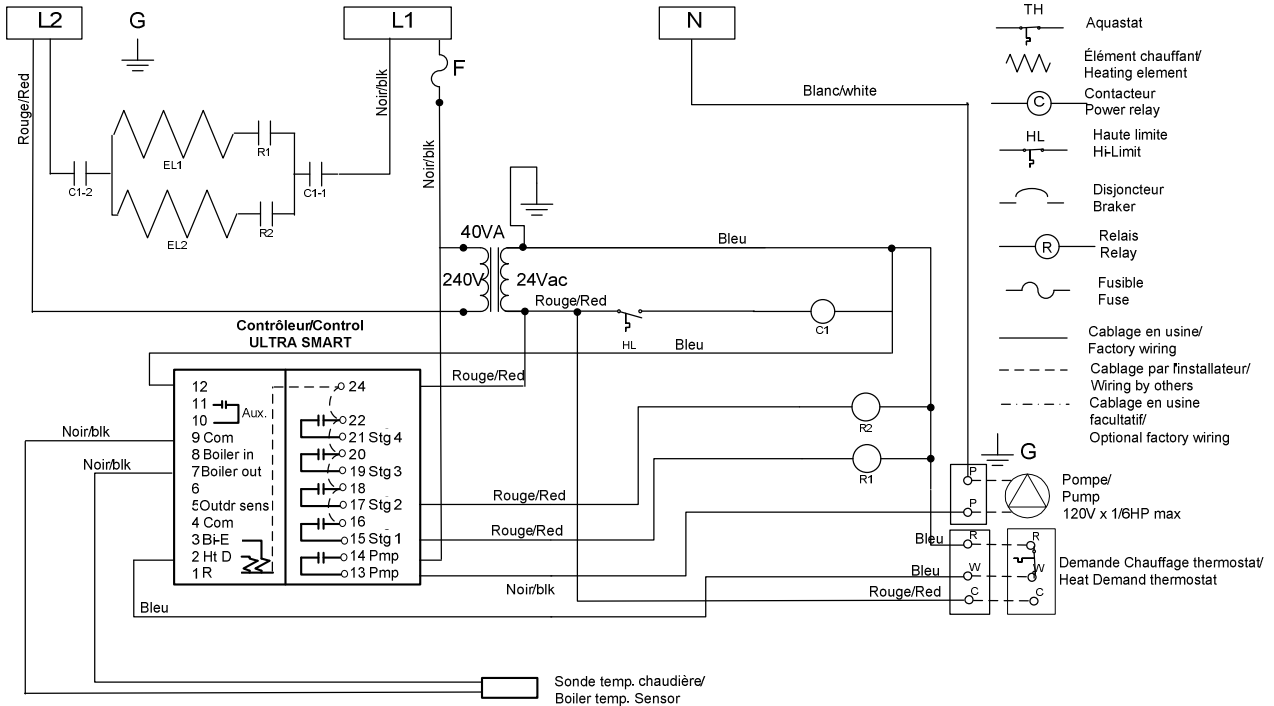 L2
G
L1
N
F
Rouge/Red
Noir/blk
Noir/blk
Blanc/white
EL1
R1
C1-2
C1-1
EL2
R2
40VA
240V
24Vac
Bleu
Rouge/Red
HL
C1
Bleu
Rouge/Red
Contrôleur/Control
ULTRA SMART
12
11
10
Aux.
9 Com
8 Boiler in
7 Boiler out
6
5 Outdr sens
4 Com
3 Bi-E
2 Ht D
1 R
24
22
21 Stg 4
20
19 Stg 3
18
17 Stg 2
16
15 Stg 1
14 Pmp
13 Pmp
Noir/blk
Noir/blk
Rouge/Red
Rouge/Red
Noir/blk
Bleu
R2
R1
Bleu
Bleu
Rouge/Red
G
P
P
R
W
C
R
W
C
Pompe/
Pump
120V x 1/6HP max
Demande Chauffage thermostat/
Heat Demand thermostat
Sonde temp. chaudière/
Boiler temp. Sensor
TH
Aquastat
Élément chauffant/
Heating element
C
Contacteur
Power relay
HL
Haute limite
Hi-Limit
Disjoncteur
Braker
R
Relais
Relay
Fusible
Fuse
Cablage en usine/
Factory wiring
Cablage par l'installateur/
Wiring by others
Cablage en usine
facultatif/
Optional factory wiring